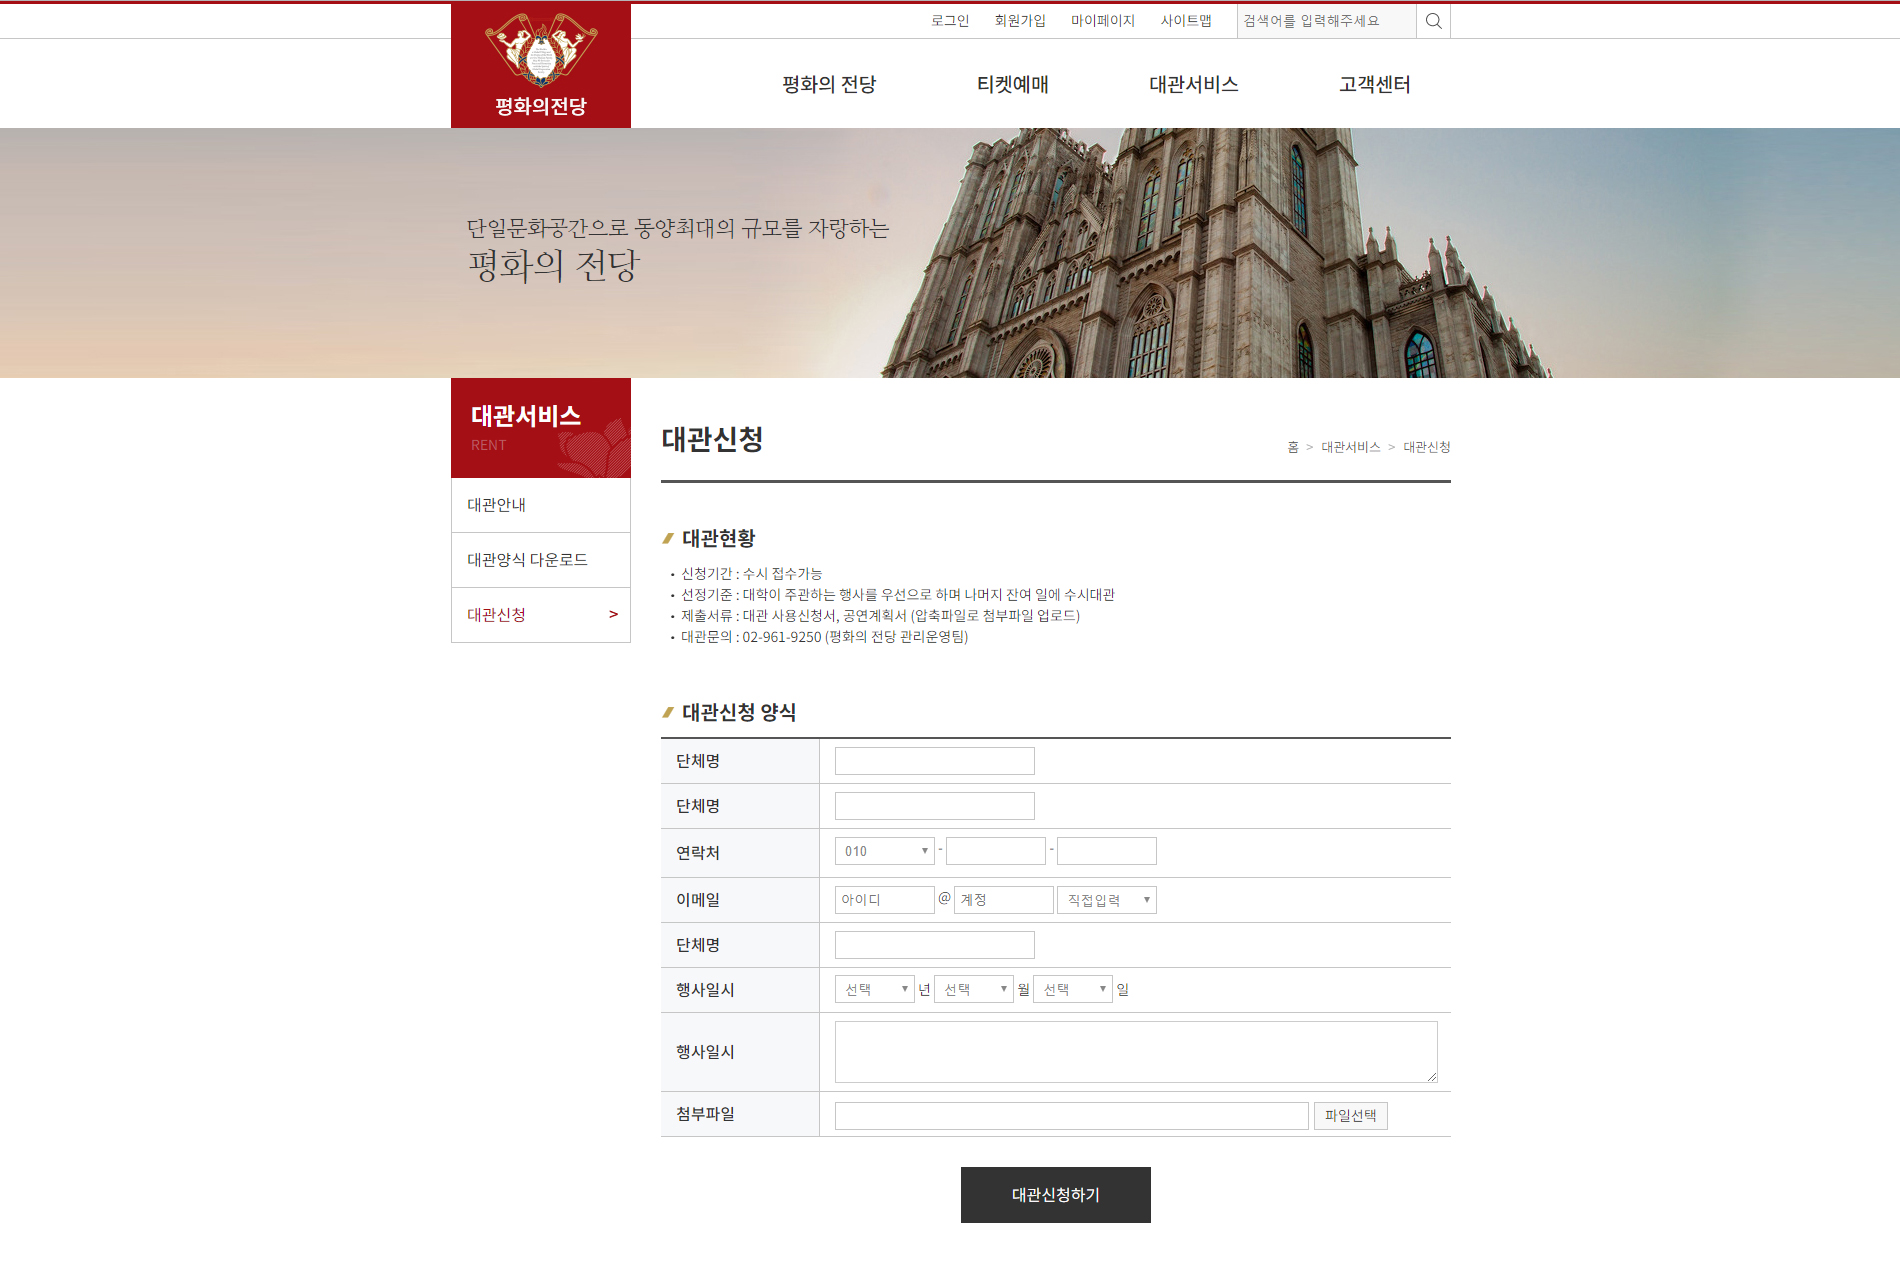 로그인 회원가입 마이페이지 사이트맵 검색어를 입력해주세요
평화의전당
평화의 전당 티켓예매 대관서비스 고객센터
단일문화공간으로 동양최대의 규모를 자랑하는
평화의 전당
대관서비스
RENT
대관안내
대관양식 다운로드
대관신청 >
대관신청
홈 > 대관서비스 > 대관신청
대관현황
• 신청기간 : 수시 접수가능
• 선정기준 : 대학이 주관하는 행사를 우선으로 하며 나머지 잔여 일에 수시대관
• 제출서류 : 대관 사용신청서, 공연계획서 (압축파일로 첨부파일 업로드)
• 대관문의 : 02-961-9250 (평화의 전당 관리운영팀)
대관신청 양식
단체명
단체명
연락처 010 - -
이메일 아이디 @ 계정 직접입력
단체명
행사일시 선택 년 선택 월 선택 일
행사일시
첨부파일 파일선택
대관신청하기